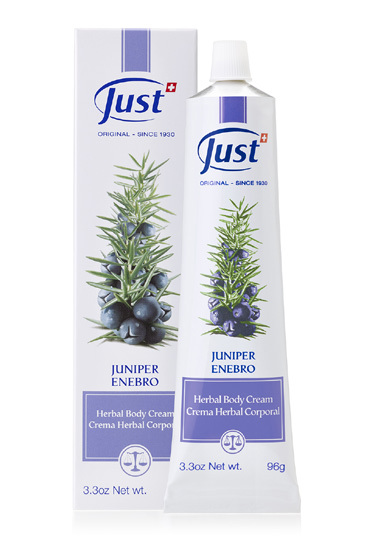 Just
ORIGINAL - SINCE 1930
JUNIPER
ENEBRO
Herbal Body Cream
Crema Herbal Corpor
3.3oz Net wt.
Just
ORIGINAL - SINCE 1930
JUNIPER
ENEBRO
Herbal Body Cream
Crema Herbal Corporal
3.3oz Net wt. 96g